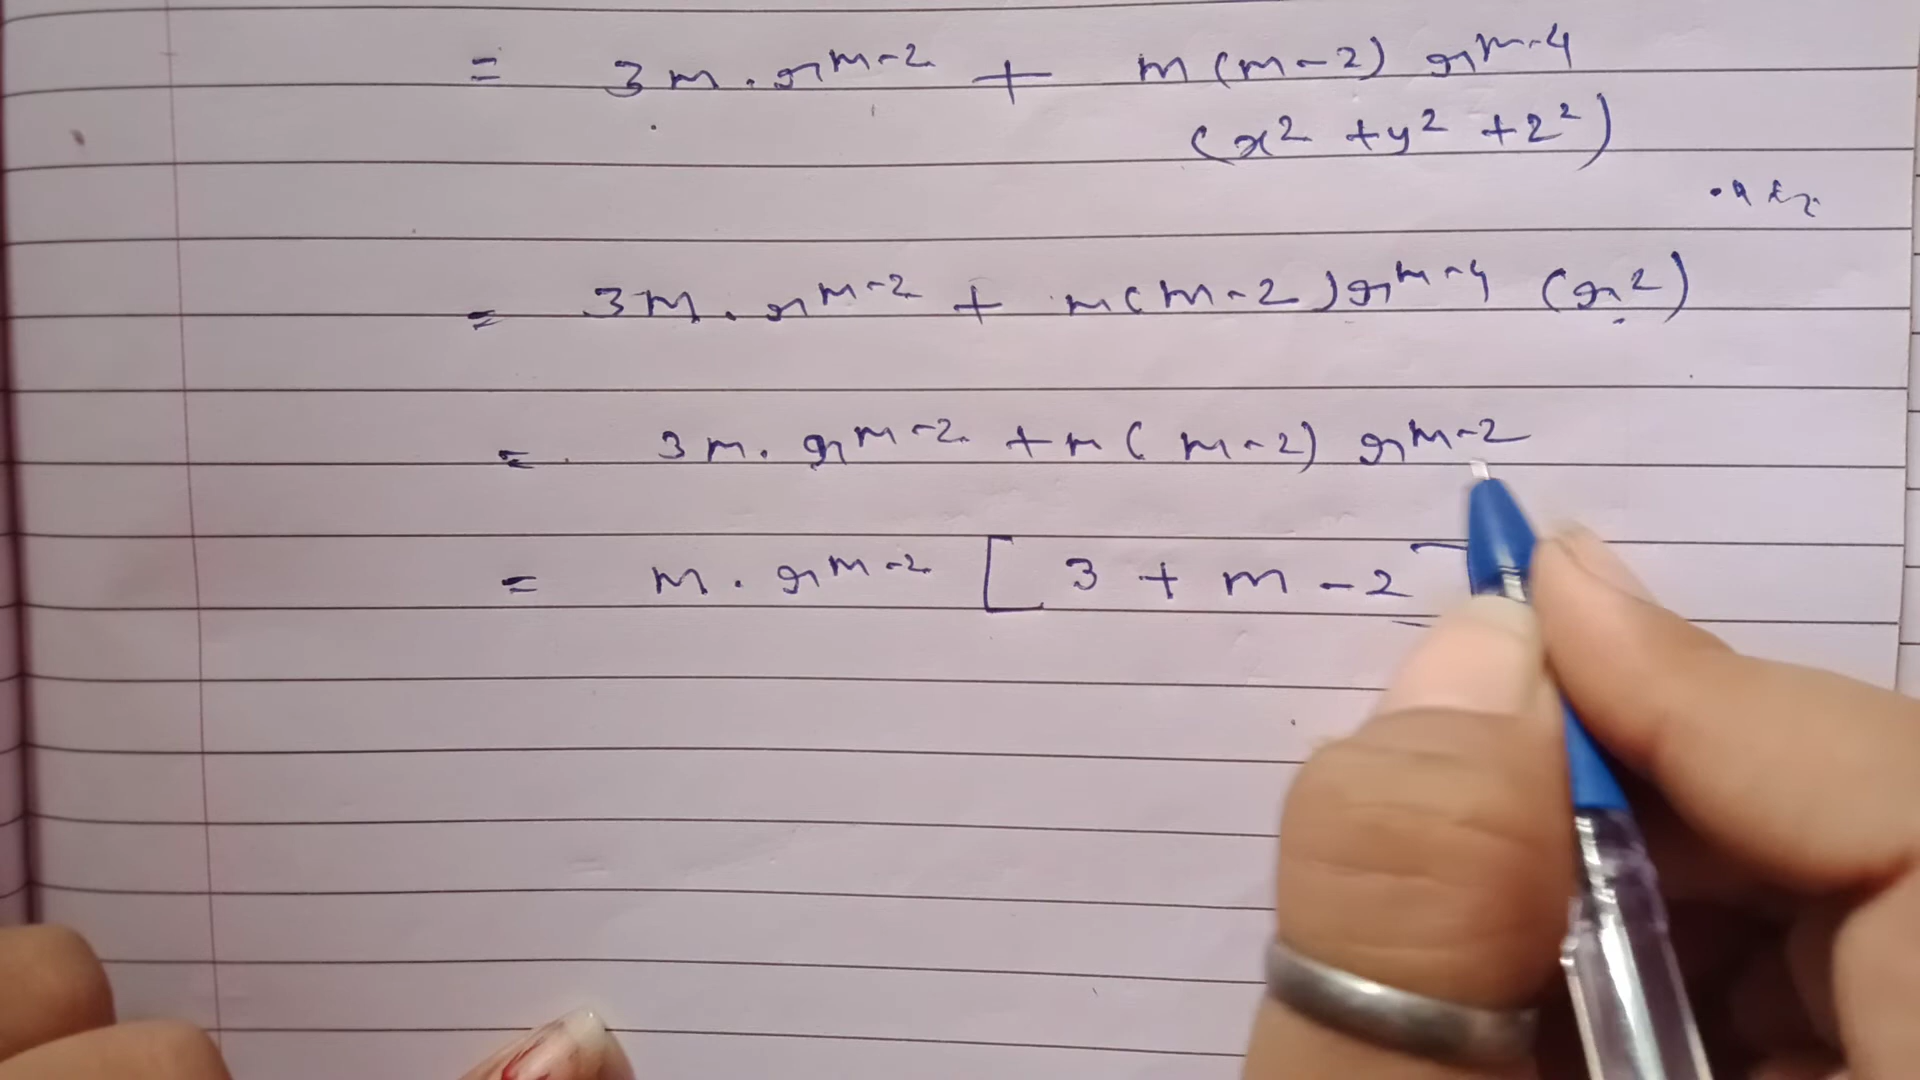 = 3m · r^{m-2} + m(m-2) r^{m-4}
(x² + y² + z²)
= 3m · r^{m-2} + m(m-2) r^{m-4} (r²)
= 3m · r^{m-2} + m(m-2) r^{m-2}
= m · r^{m-2} [3 + m - 2]